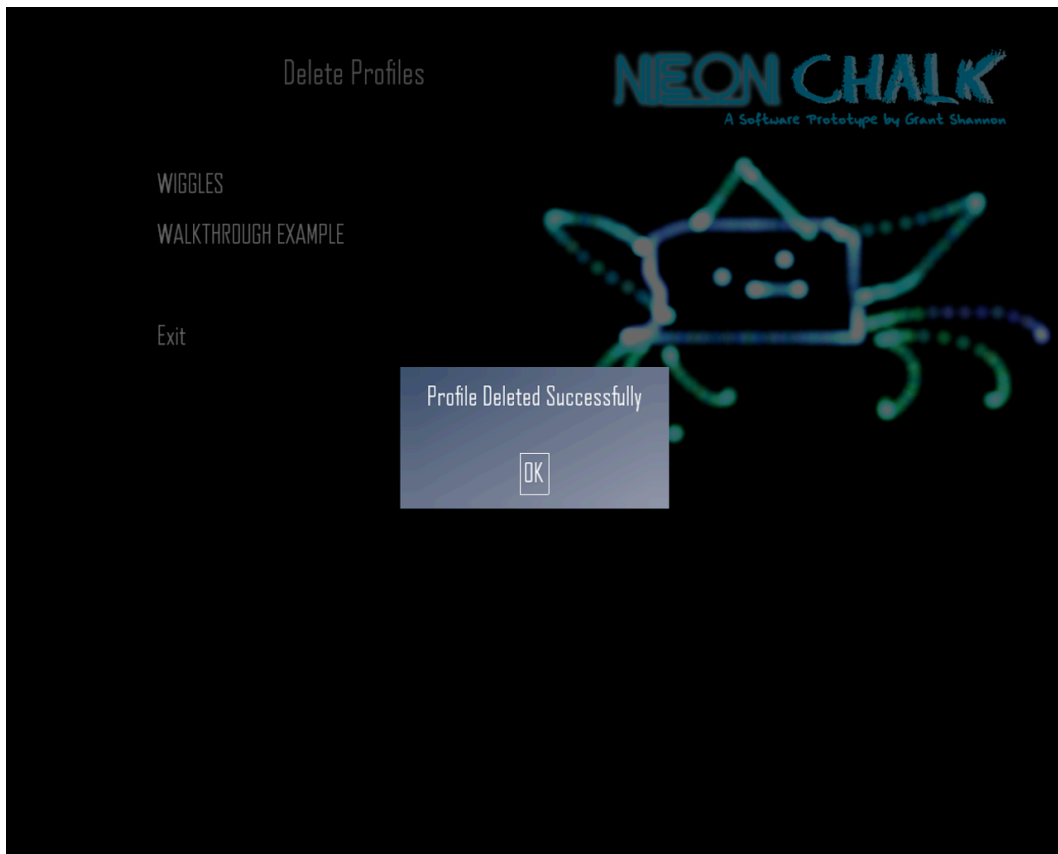 Delete Profiles
NEON CHALK
A Software Prototype by Grant Shannon
WIGGLES
WALKTHROUGH EXAMPLE
Exit
Profile Deleted Successfully
OK